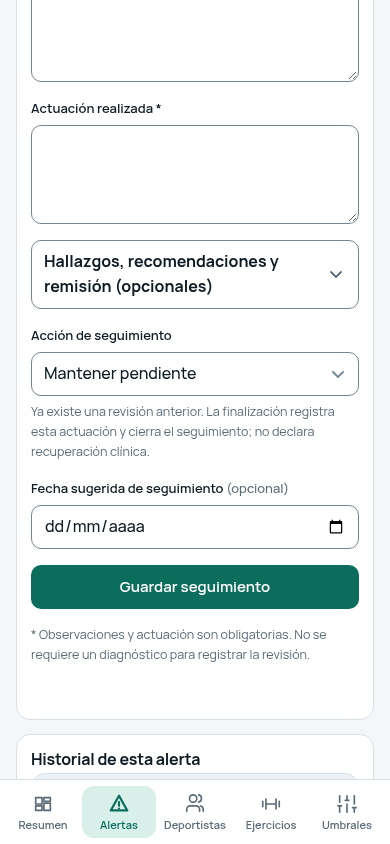 Actuación realizada *
Hallazgos, recomendaciones y
remisión (opcionales)
Acción de seguimiento
Mantener pendiente
Ya existe una revisión anterior. La finalización registra
esta actuación y cierra el seguimiento; no declara
recuperación clínica.
Fecha sugerida de seguimiento (opcional)
dd/mm/aaaa
Guardar seguimiento
* Observaciones y actuación son obligatorias. No se
requiere un diagnóstico para registrar la revisión.
Historial de esta alerta
Resumen Alertas Deportistas Ejercicios Umbrales